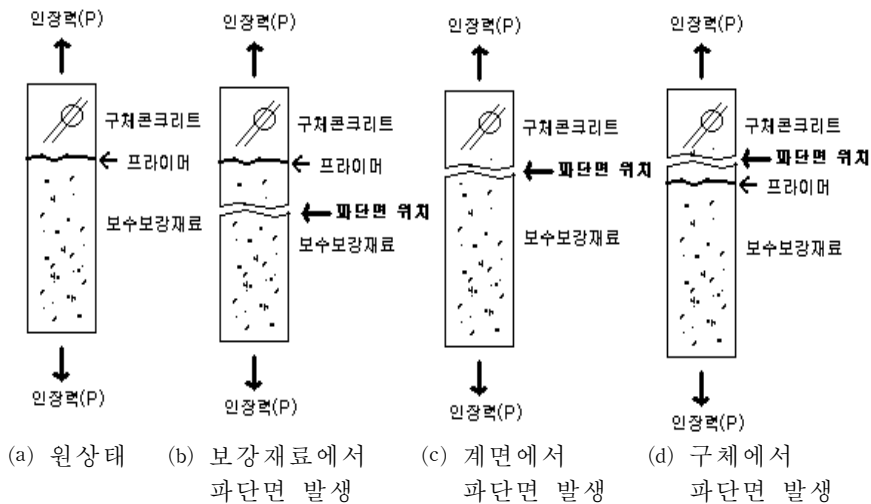 인장력(P)
구체콘크리트
프라이머
보수보강재료
인장력(P)
(a) 원상태
인장력(P)
구체콘크리트
프라이머
파단면 위치
보수보강재료
인장력(P)
(b) 보강재료에서
파단면 발생
인장력(P)
구체콘크리트
파단면 위치
보수보강재료
인장력(P)
(c) 계면에서
파단면 발생
인장력(P)
구체콘크리트
파단면 위치
프라이머
보수보강재료
인장력(P)
(d) 구체에서
파단면 발생